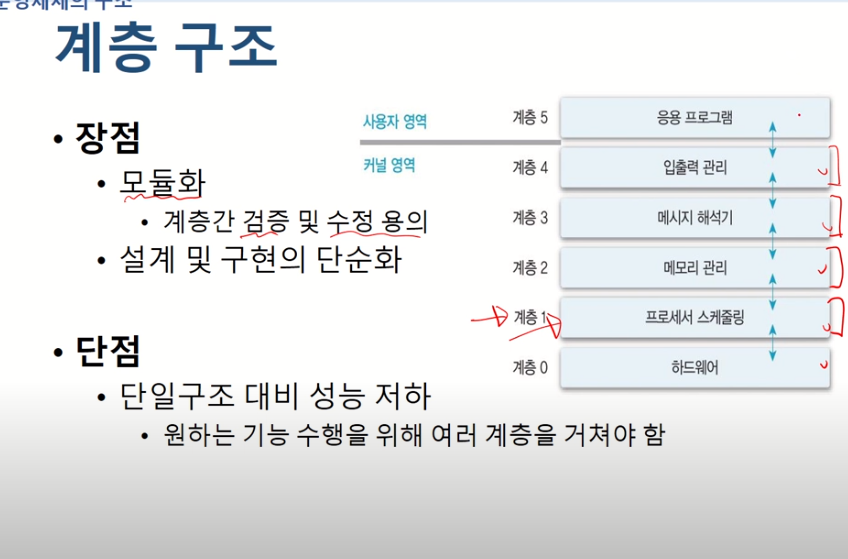 운영체제의 구조
계층 구조
• 장점
• 모듈화
• 계층간 검증 및 수정 용의
• 설계 및 구현의 단순화
• 단점
• 단일구조 대비 성능 저하
• 원하는 기능 수행을 위해 여러 계층을 거쳐야 함
사용자 영역
커널 영역
계층 5 응용 프로그램
계층 4 입출력 관리
계층 3 메시지 해석기
계층 2 메모리 관리
계층 1 프로세서 스케줄링
계층 0 하드웨어